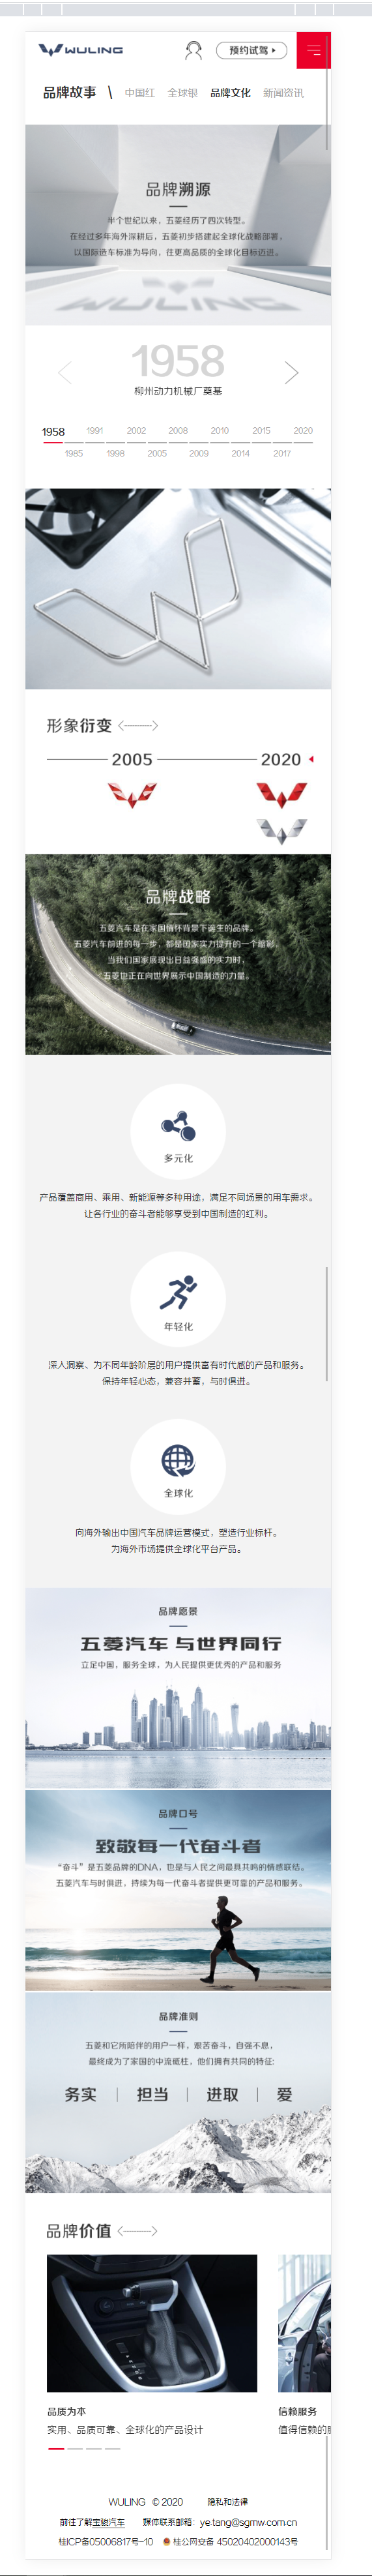 WULING
预约试驾
品牌故事 \ 中国红 全球银 品牌文化 新闻资讯
品牌溯源
半个世纪以来，五菱经历了四次转型。
在经过多年海外深耕后，五菱初步搭建起全球化战略部署，
以国际造车标准为导向，往更高品质的全球化目标迈进。
WULING
1958
柳州动力机械厂奠基
1958 1991 2002 2008 2010 2015 2020
1985 1998 2005 2009 2014 2017
形象衍变
2005 2020
品牌战略
五菱汽车是在家国情怀背景下诞生的品牌。
五菱汽车前进的每一步，都是国家实力提升的一个缩影，
当我们国家展现出日益强盛的实力时，
五菱也正在向世界展示中国制造的力量。
多元化
产品覆盖商用、乘用、新能源等多种用途，满足不同场景的用车需求。
让各行业的奋斗者能够享受到中国制造的红利。
年轻化
深入洞察、为不同年龄阶层的用户提供富有时代感的产品和服务。
保持年轻心态，兼容并蓄，与时俱进。
全球化
向海外输出中国汽车品牌运营模式，塑造行业标杆。
为海外市场提供全球化平台产品。
品牌愿景
五菱汽车 与世界同行
立足中国，服务全球，为人民提供更优秀的产品和服务
品牌口号
致敬每一代奋斗者
“奋斗”是五菱品牌的DNA，也是与人民之间最具共鸣的情感联结。
五菱汽车与时俱进，持续为每一代奋斗者提供更可靠的产品和服务。
品牌准则
五菱和它所陪伴的用户一样，艰苦奋斗，自强不息，
最终成为了家国的中流砥柱，他们拥有共同的特征:
务实 | 担当 | 进取 | 爱
品牌价值
品质为本 信赖服务
实用、品质可靠、全球化的产品设计 值得信赖的
WULING © 2020 隐私和法律
前往了解宝骏汽车 媒体联系邮箱：ye.tang@sgmw.com.cn
桂ICP备05006817号-10 桂公网安备 45020402000143号